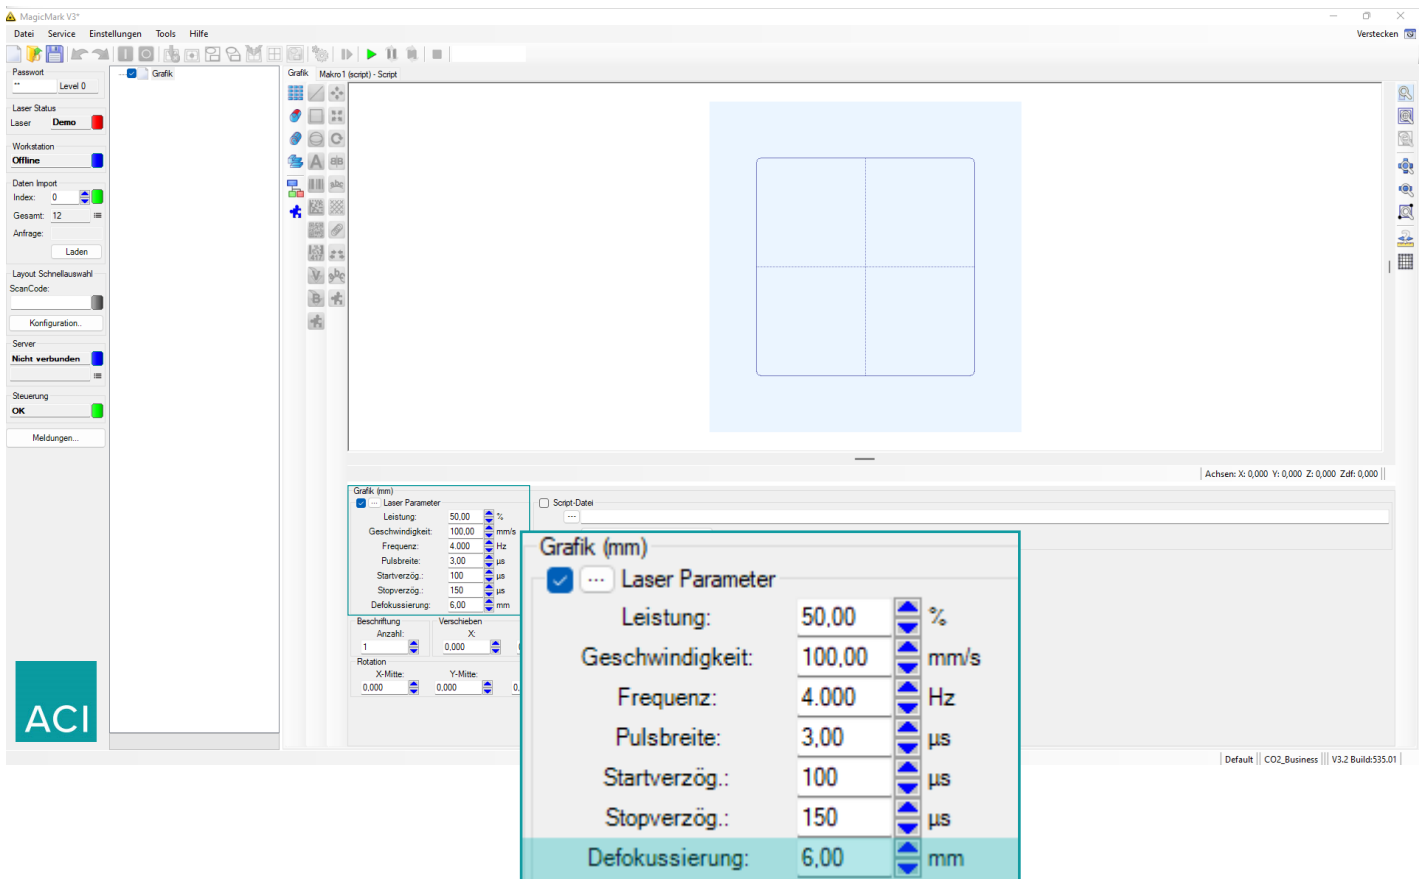 MagicMark V3*
Datei Service Einstellungen Tools Hilfe
Verstecken
Passwort
** Level 0
Laser Status
Laser Demo
Workstation
Offline
Daten Import
Index: 0
Gesamt: 12
Anfrage:
Laden
Layout Schnellauswahl
ScanCode:
Konfiguration..
Server
Nicht verbunden
Steuerung
OK
Meldungen...
ACI
Grafik
Grafik Makro1 (script) - Script
Achsen: X: 0,000 Y: 0,000 Z: 0,000 Zdf: 0,000
Grafik (mm)
Laser Parameter
Leistung: 50,00 %
Geschwindigkeit: 100,00 mm/s
Frequenz: 4.000 Hz
Pulsbreite: 3,00 µs
Startverzög.: 100 µs
Stopverzög.: 150 µs
Defokussierung: 6,00 mm
Script-Datei
Beschriftung
Anzahl:
1
Verschieben
X:
0,000
Rotation
X-Mitte: Y-Mitte:
0,000 0,000 0,
Grafik (mm)
Laser Parameter
Leistung: 50,00 %
Geschwindigkeit: 100,00 mm/s
Frequenz: 4.000 Hz
Pulsbreite: 3,00 µs
Startverzög.: 100 µs
Stopverzög.: 150 µs
Defokussierung: 6,00 mm
Default CO2_Business V3.2 Build:535.01